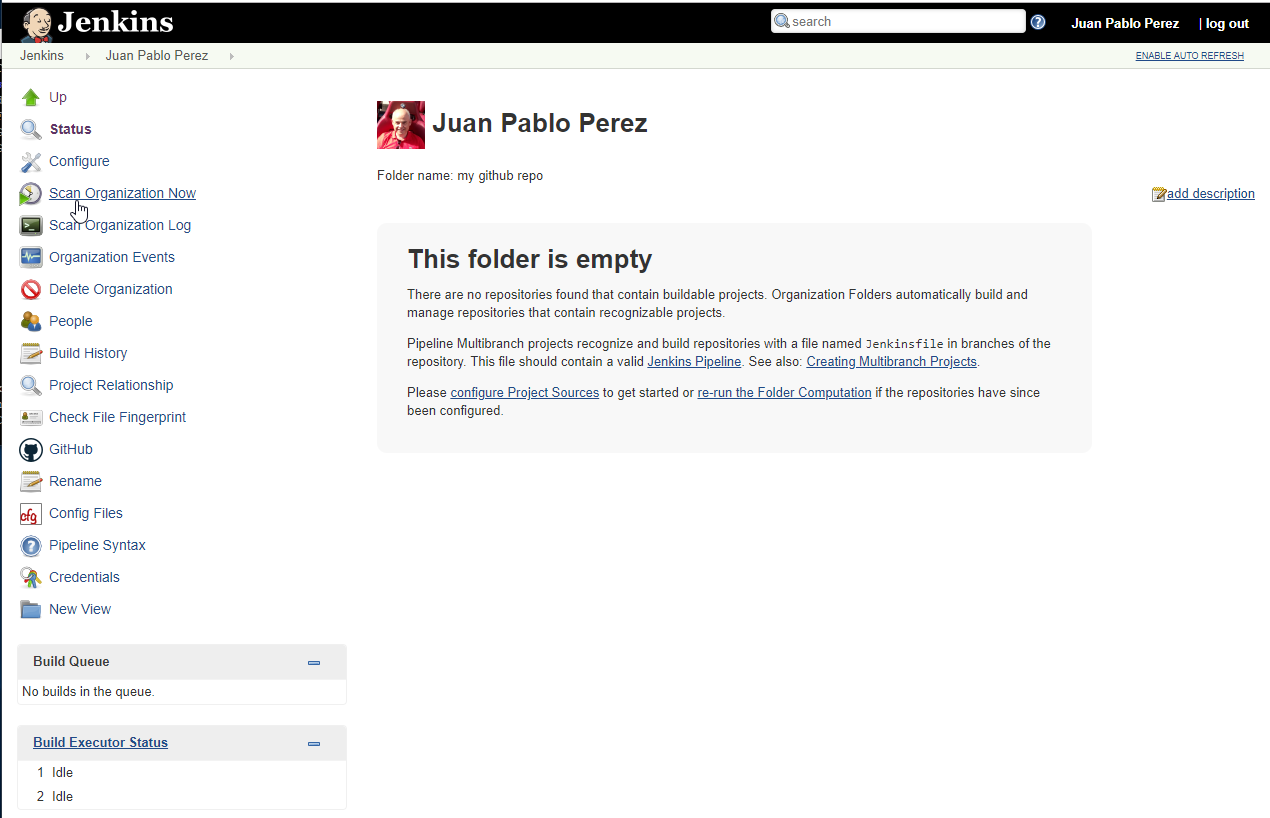 Jenkins
search
Juan Pablo Perez
| log out
Jenkins
Juan Pablo Perez
ENABLE AUTO REFRESH
Up
Status
Configure
Scan Organization Now
Scan Organization Log
Organization Events
Delete Organization
People
Build History
Project Relationship
Check File Fingerprint
GitHub
Rename
cfg Config Files
Pipeline Syntax
Credentials
New View
Build Queue
No builds in the queue.
Build Executor Status
1 Idle
2 Idle
Juan Pablo Perez
Folder name: my github repo
add description
This folder is empty
There are no repositories found that contain buildable projects. Organization Folders automatically build and
manage repositories that contain recognizable projects.
Pipeline Multibranch projects recognize and build repositories with a file named Jenkinsfile in branches of the
repository. This file should contain a valid Jenkins Pipeline. See also: Creating Multibranch Projects.
Please configure Project Sources to get started or re-run the Folder Computation if the repositories have since
been configured.